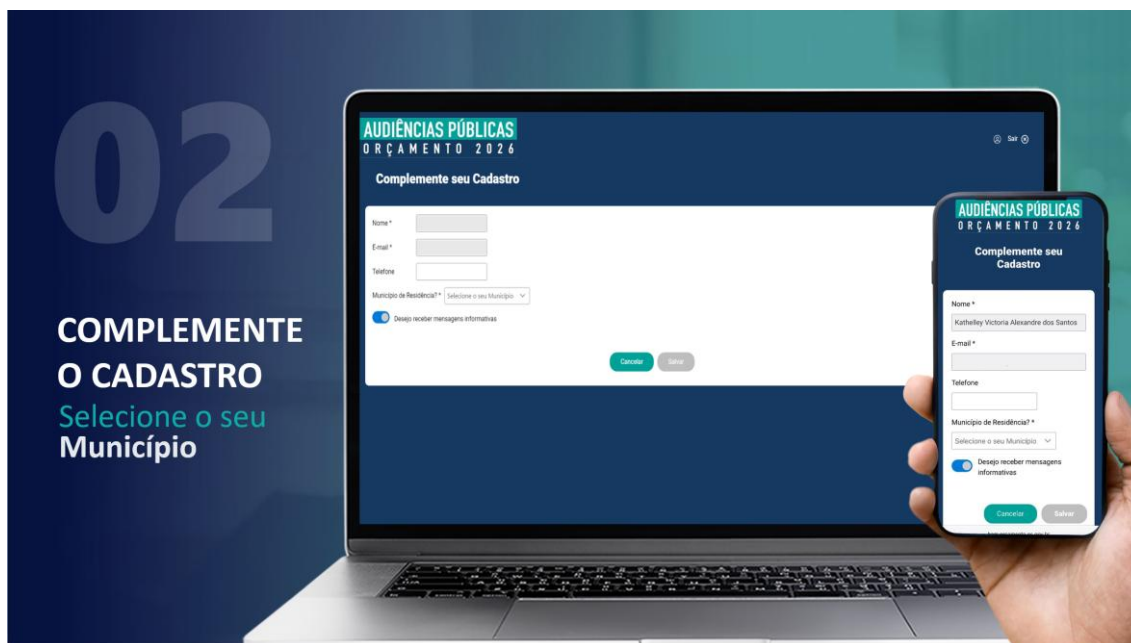 02
COMPLEMENTE
O CADASTRO
Selecione o seu
Município
AUDIÊNCIAS PÚBLICAS
ORÇAMENTO 2026
Sair
Complemente seu Cadastro
Nome *
E-mail *
Telefone
Município de Residência? * Selecione o seu Município
Desejo receber mensagens informativas
Cancelar Salvar
AUDIÊNCIAS PÚBLICAS
ORÇAMENTO 2026
Complemente seu
Cadastro
Nome *
Kathelley Victoria Alexandre dos Santos
E-mail *
Telefone
Município de Residência? *
Selecione o seu Município
Desejo receber mensagens
informativas
Cancelar Salvar